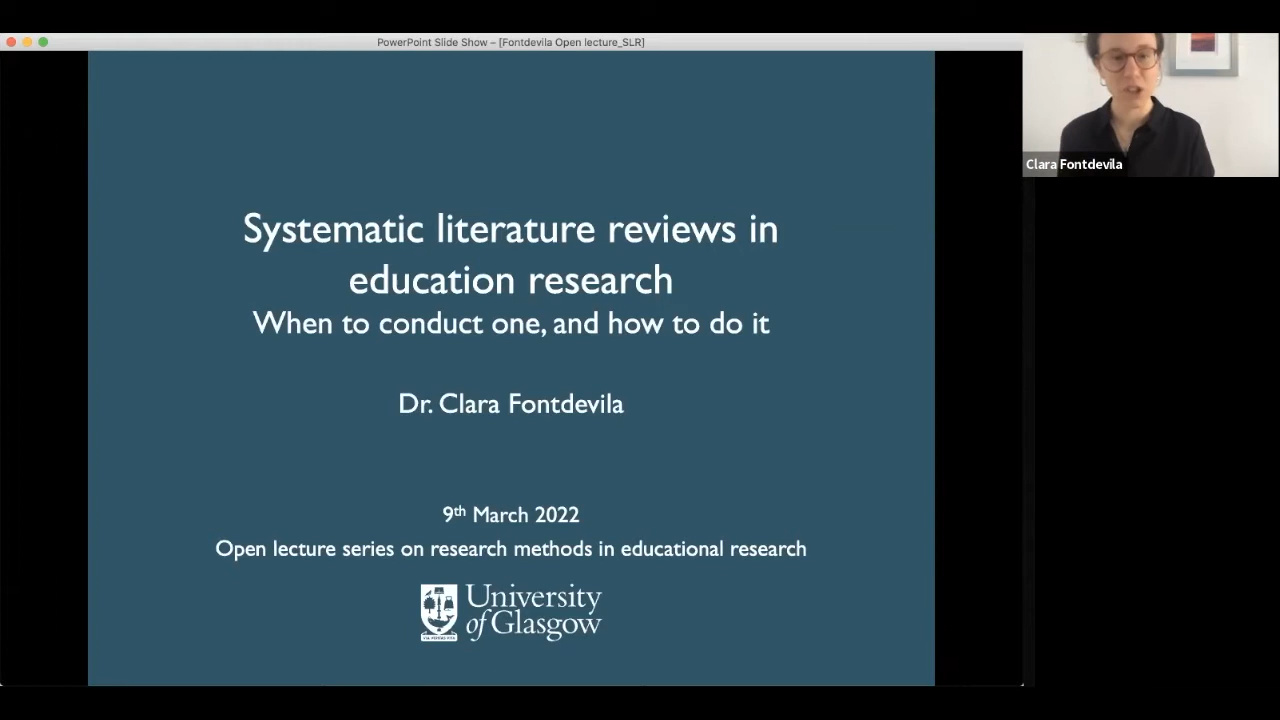 PowerPoint Slide Show – [Fontdevila Open lecture_SLR]
Clara Fontdevila
Systematic literature reviews in
education research
When to conduct one, and how to do it
Dr. Clara Fontdevila
9th March 2022
Open lecture series on research methods in educational research
University
of Glasgow